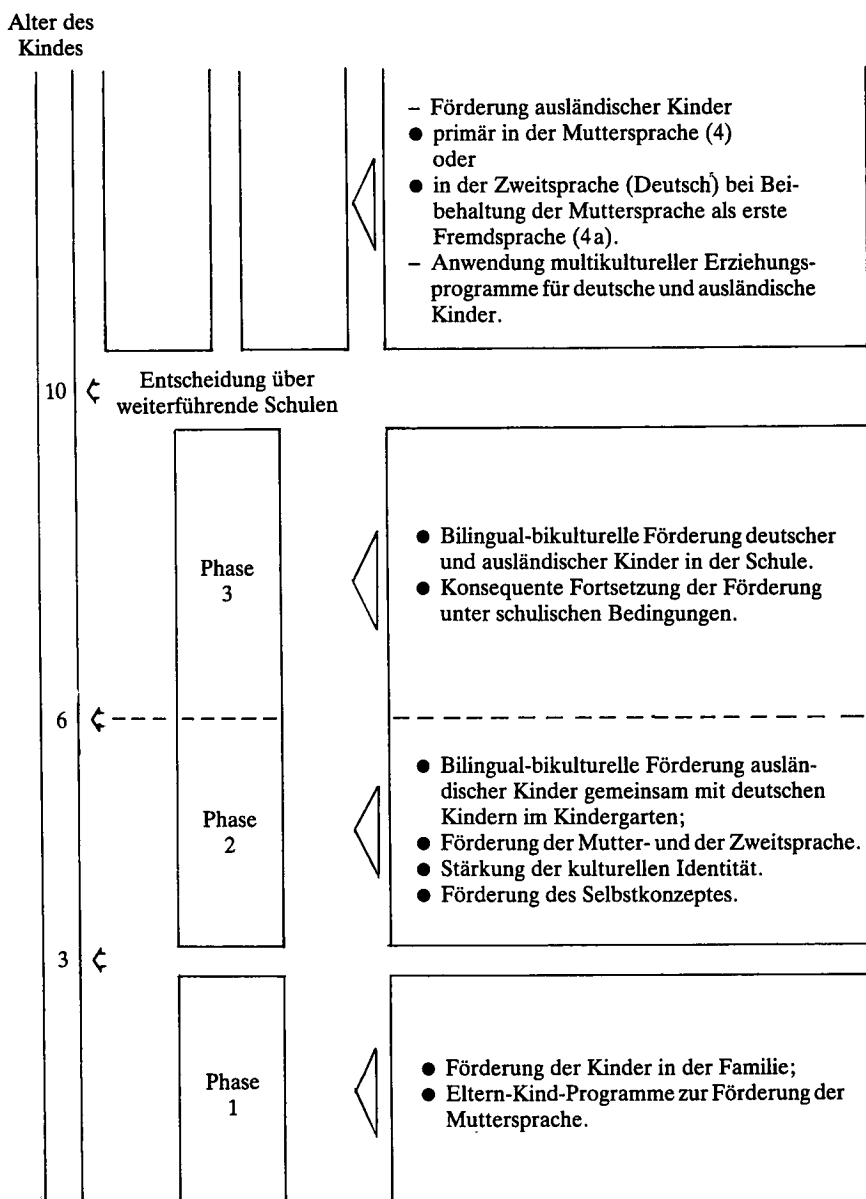 Alter des
Kindes
– Förderung ausländischer Kinder
● primär in der Muttersprache (4)
oder
● in der Zweitsprache (Deutsch) bei Bei-
behaltung der Muttersprache als erste
Fremdsprache (4a).
– Anwendung multikultureller Erziehungs-
programme für deutsche und ausländische
Kinder.
10
Entscheidung über
weiterführende Schulen
Phase
3
● Bilingual-bikulturelle Förderung deutscher
und ausländischer Kinder in der Schule.
● Konsequente Fortsetzung der Förderung
unter schulischen Bedingungen.
6
Phase
2
● Bilingual-bikulturelle Förderung auslän-
discher Kinder gemeinsam mit deutschen
Kindern im Kindergarten;
● Förderung der Mutter- und der Zweitsprache.
● Stärkung der kulturellen Identität.
● Förderung des Selbstkonzeptes.
3
Phase
1
● Förderung der Kinder in der Familie;
● Eltern-Kind-Programme zur Förderung der
Muttersprache.